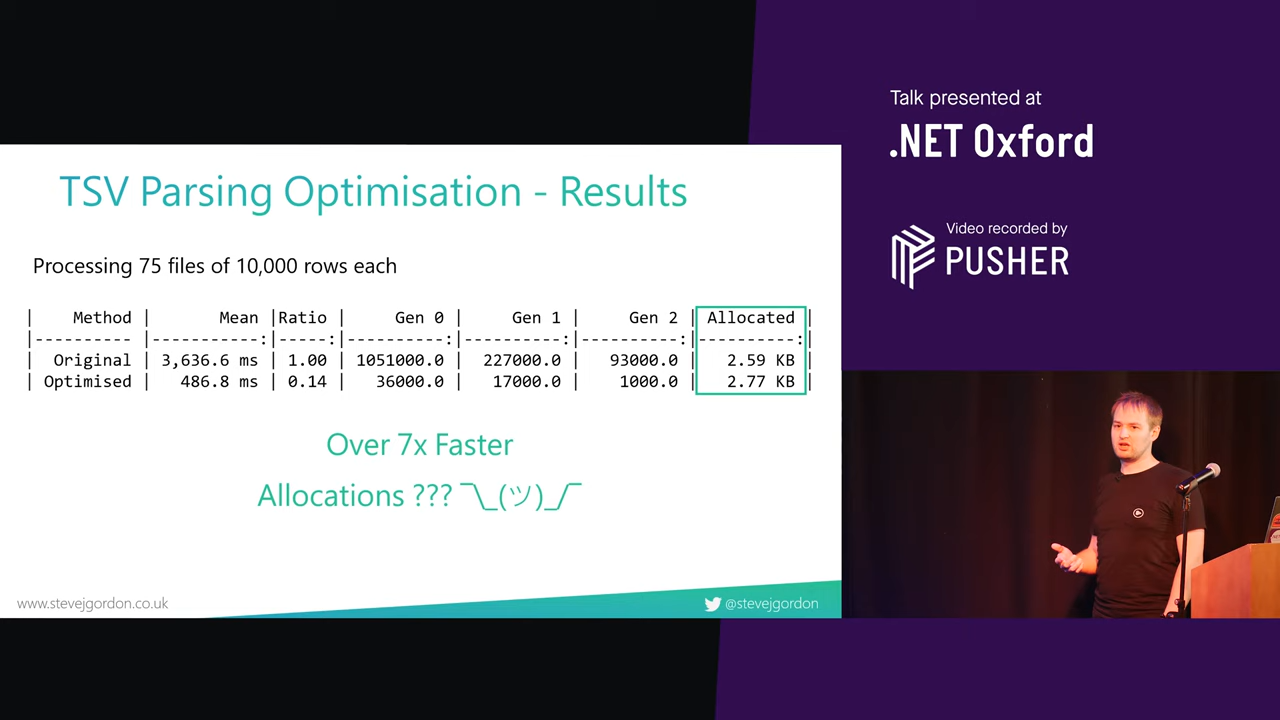 Talk presented at
.NET Oxford
Video recorded by
PUSHER
TSV Parsing Optimisation - Results
Processing 75 files of 10,000 rows each
| Method | Mean |Ratio | Gen 0 | Gen 1 | Gen 2 | Allocated |
|---------- |-----------:|-----:|----------:|----------:|----------:|----------:|
| Original | 3,636.6 ms | 1.00 | 1051000.0 | 227000.0 | 93000.0 | 2.59 KB |
| Optimised | 486.8 ms | 0.14 | 36000.0 | 17000.0 | 1000.0 | 2.77 KB |
Over 7x Faster
Allocations ??? ¯\_(ツ)_/¯
www.stevejgordon.co.uk
@stevejgordon